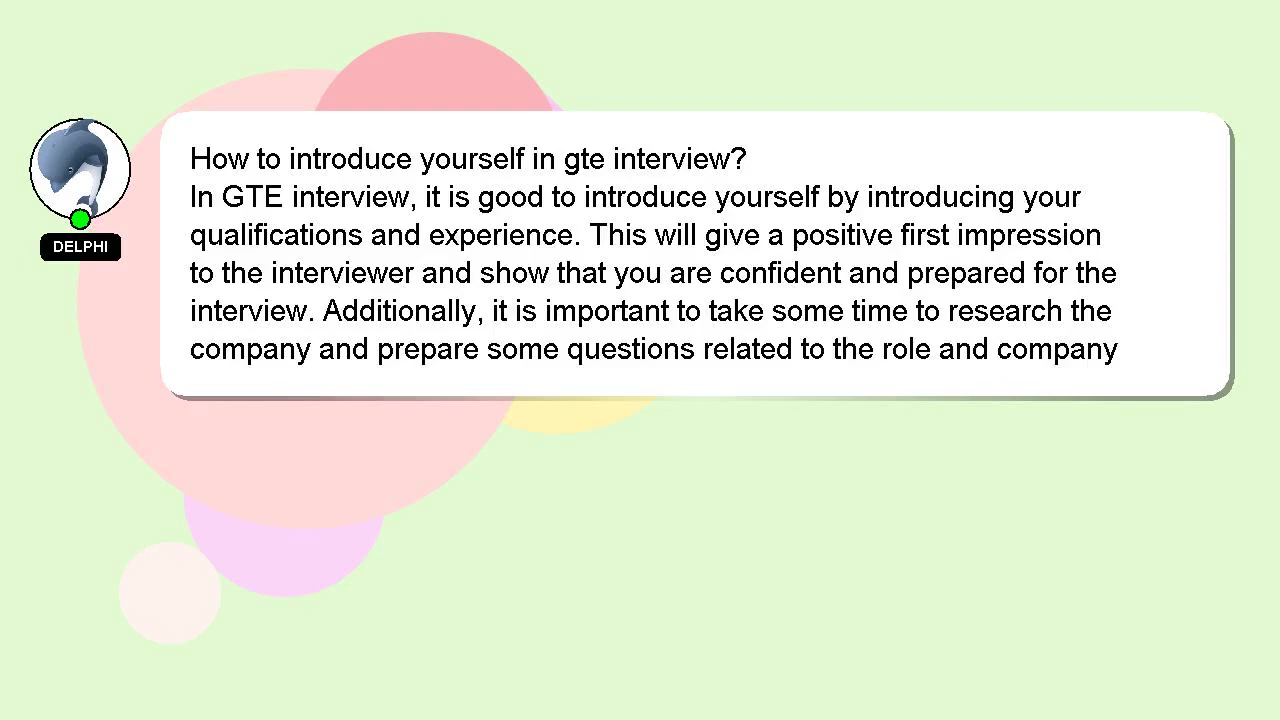 How to introduce yourself in gte interview?
In GTE interview, it is good to introduce yourself by introducing your
qualifications and experience. This will give a positive first impression
to the interviewer and show that you are confident and prepared for the
interview. Additionally, it is important to take some time to research the
company and prepare some questions related to the role and company
DELPHI